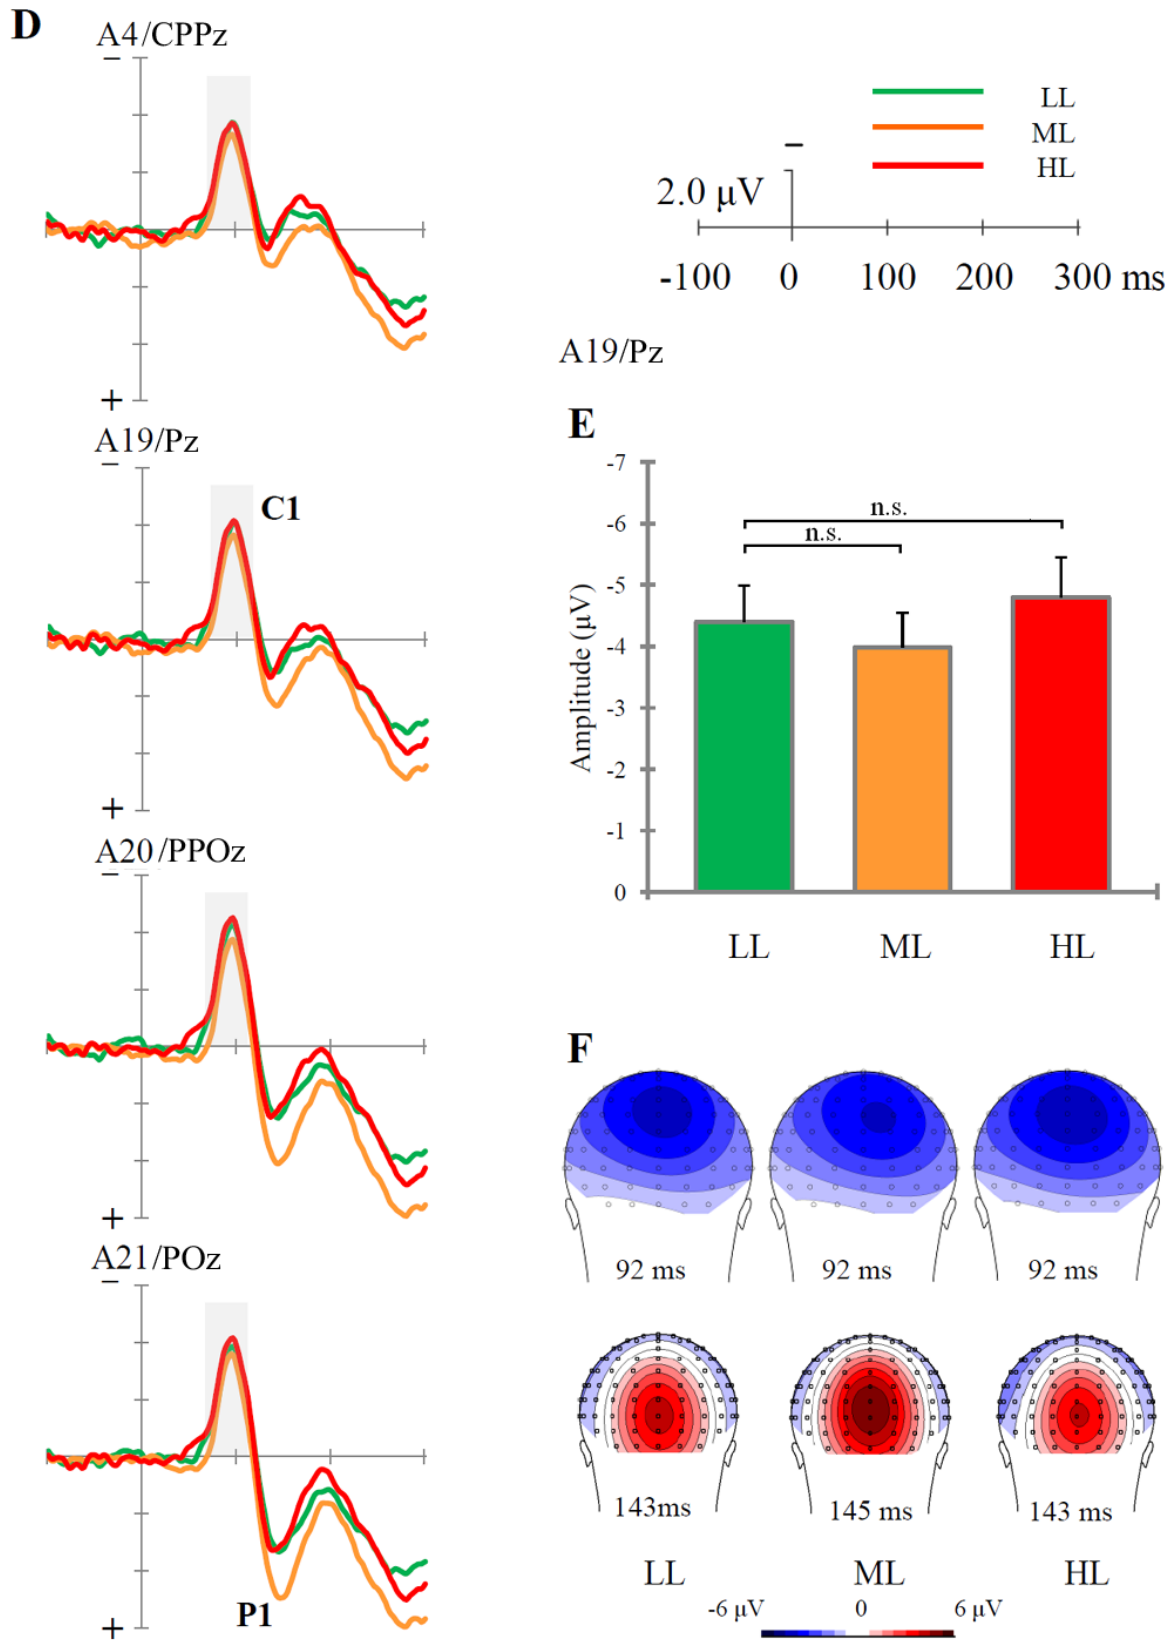 D
A4/CPPz
−
+
A19/Pz
−
C1
+
A20/PPOz
−
+
A21/POz
−
P1
+
LL
ML
HL
−
2.0 µV
-100 0 100 200 300 ms
A19/Pz
E
-7
-6
-5
-4
-3
-2
-1
0
Amplitude (µV)
n.s.
n.s.
LL ML HL
F
92 ms 92 ms 92 ms
143ms 145 ms 143 ms
LL ML HL
-6 µV 0 6 µV